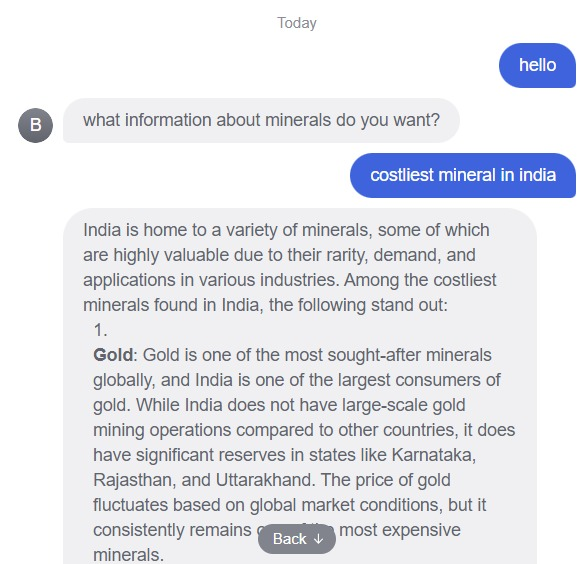 Today
hello
B
what information about minerals do you want?
costliest mineral in india
India is home to a variety of minerals, some of which
are highly valuable due to their rarity, demand, and
applications in various industries. Among the costliest
minerals found in India, the following stand out:
1.
Gold: Gold is one of the most sought-after minerals
globally, and India is one of the largest consumers of
gold. While India does not have large-scale gold
mining operations compared to other countries, it does
have significant reserves in states like Karnataka,
Rajasthan, and Uttarakhand. The price of gold
fluctuates based on global market conditions, but it
consistently remains most expensive
Back ↓
minerals.